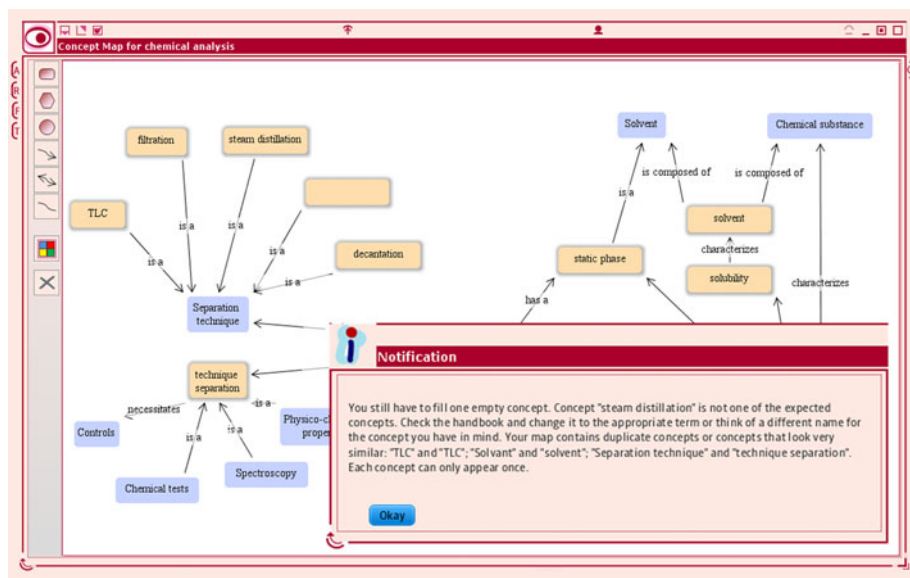 Concept Map for chemical analysis
A
R
F
T
filtration
steam distillation
Solvent
Chemical substance
is composed of
is composed of
is a
TLC
is a
is a
is a
is a
is a
decantation
solvent
static phase
characterizes
solubility
characterizes
has a
Separation
technique
technique
separation
necessitates
is a
Controls
is a
is a
Physico-ch
proper
Chemical tests
Spectroscopy
Notification
You still have to fill one empty concept. Concept "steam distillation" is not one of the expected
concepts. Check the handbook and change it to the appropriate term or think of a different name for
the concept you have in mind. Your map contains duplicate concepts or concepts that look very
similar: "TLC" and "TLC"; "Solvant" and "solvent"; "Separation technique" and "technique separation".
Each concept can only appear once.
Okay